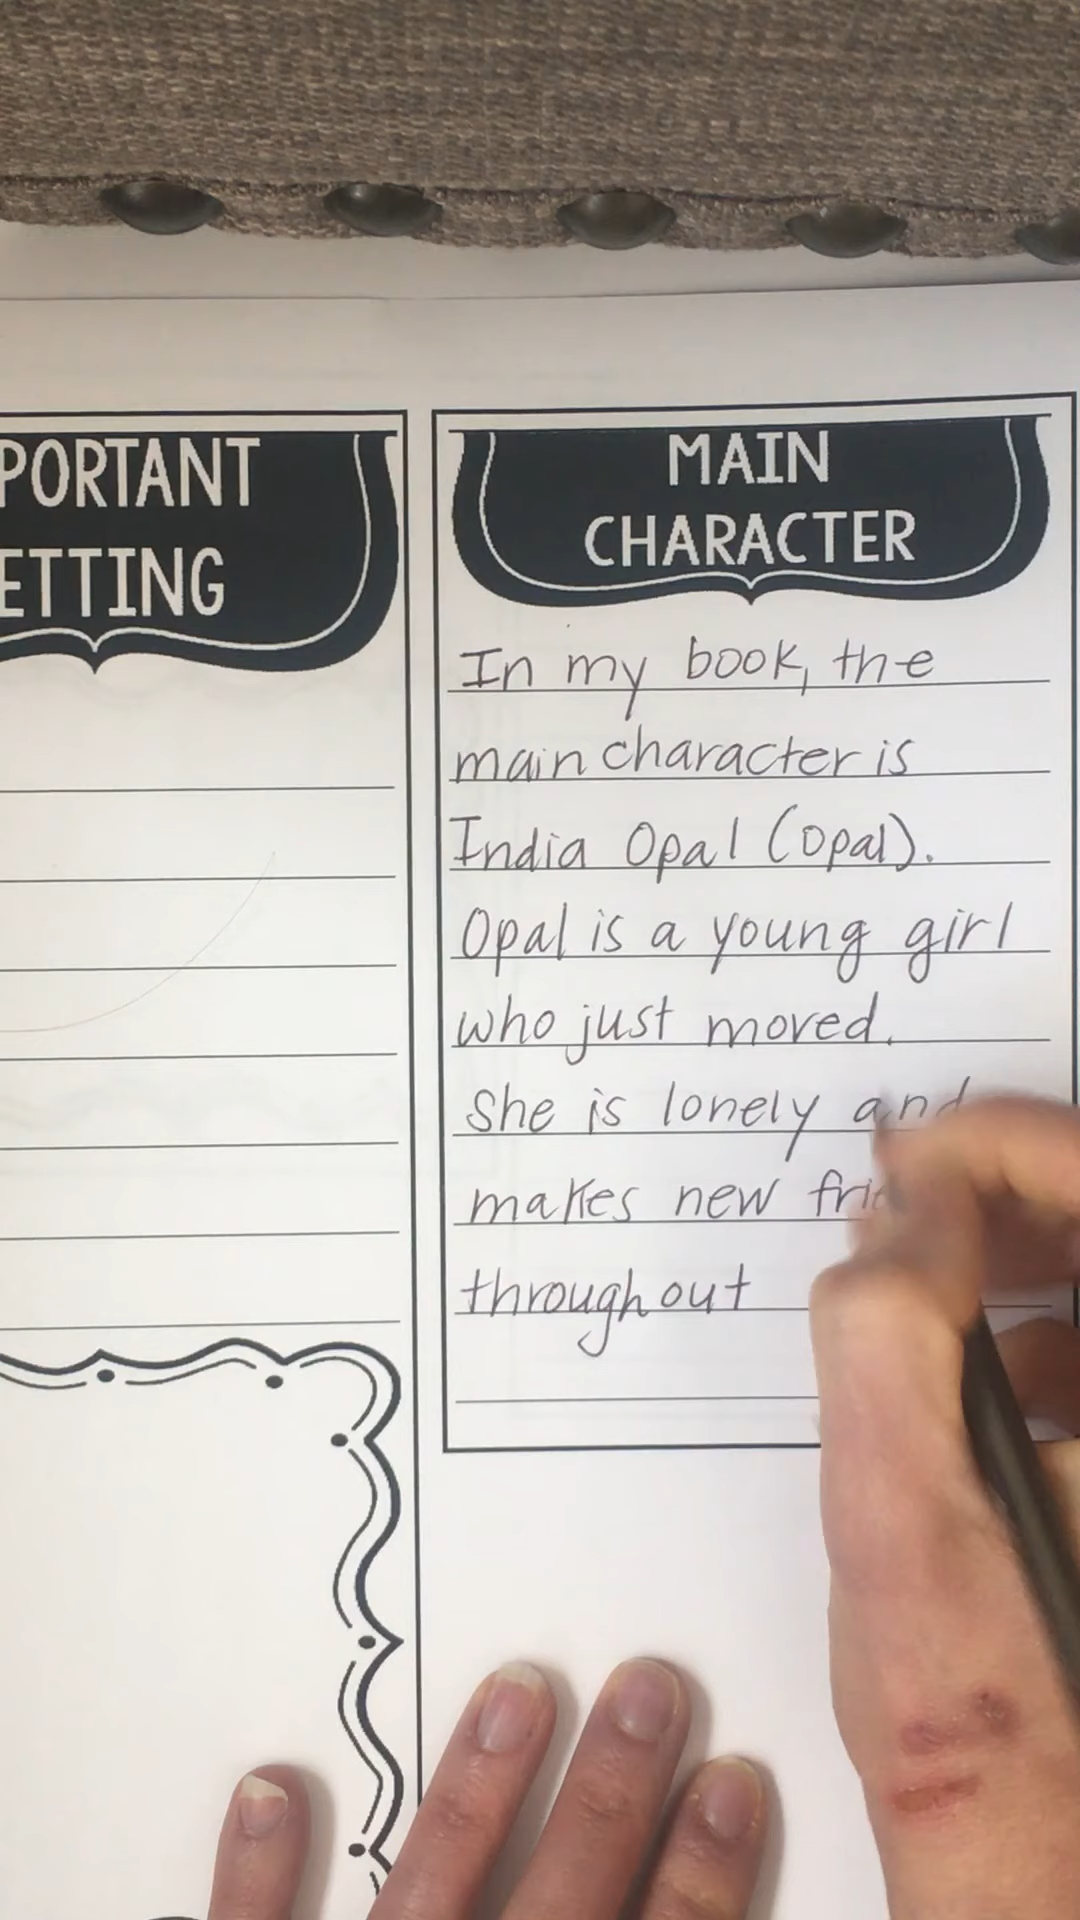 PORTANT
ETTING
MAIN
CHARACTER
In my book, the
main character is
India Opal (Opal).
Opal is a young girl
who just moved.
She is lonely and
makes new
throughout